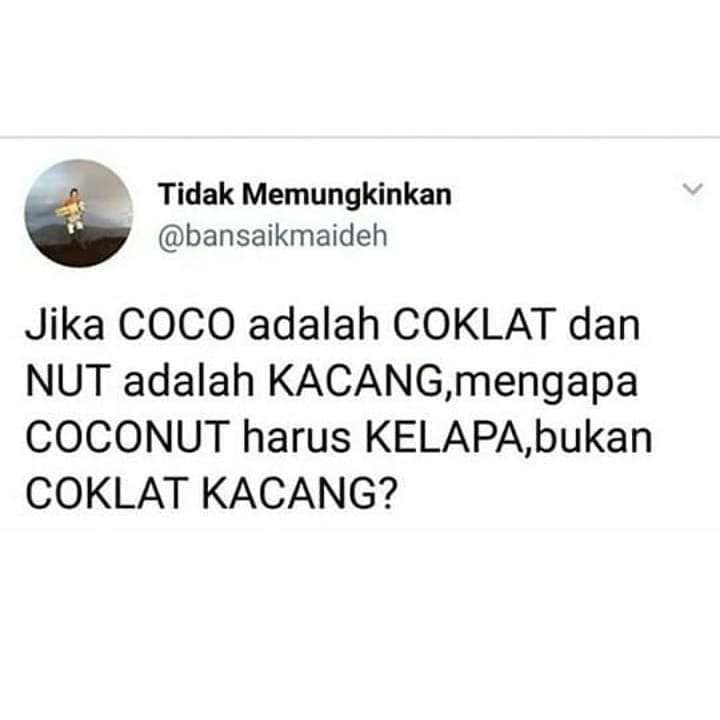 Tidak Memungkinkan
@bansaikmaideh
Jika COCO adalah COKLAT dan
NUT adalah KACANG,mengapa
COCONUT harus KELAPA,bukan
COKLAT KACANG?